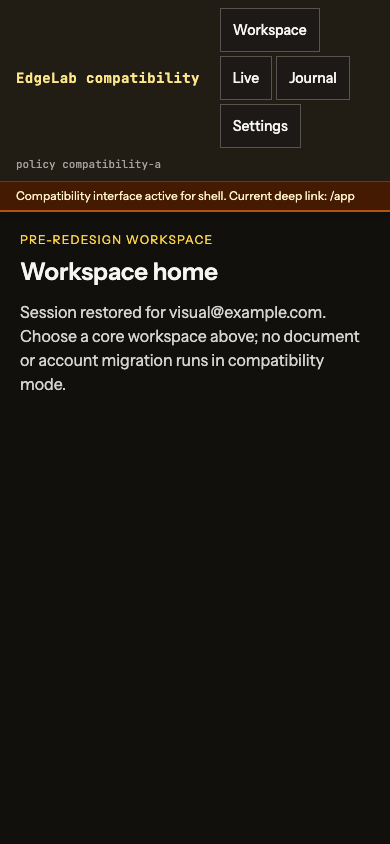 EdgeLab compatibility
Workspace
Live
Journal
Settings
policy compatibility-a
Compatibility interface active for shell. Current deep link: /app
PRE-REDESIGN WORKSPACE
Workspace home
Session restored for visual@example.com.
Choose a core workspace above; no document
or account migration runs in compatibility
mode.